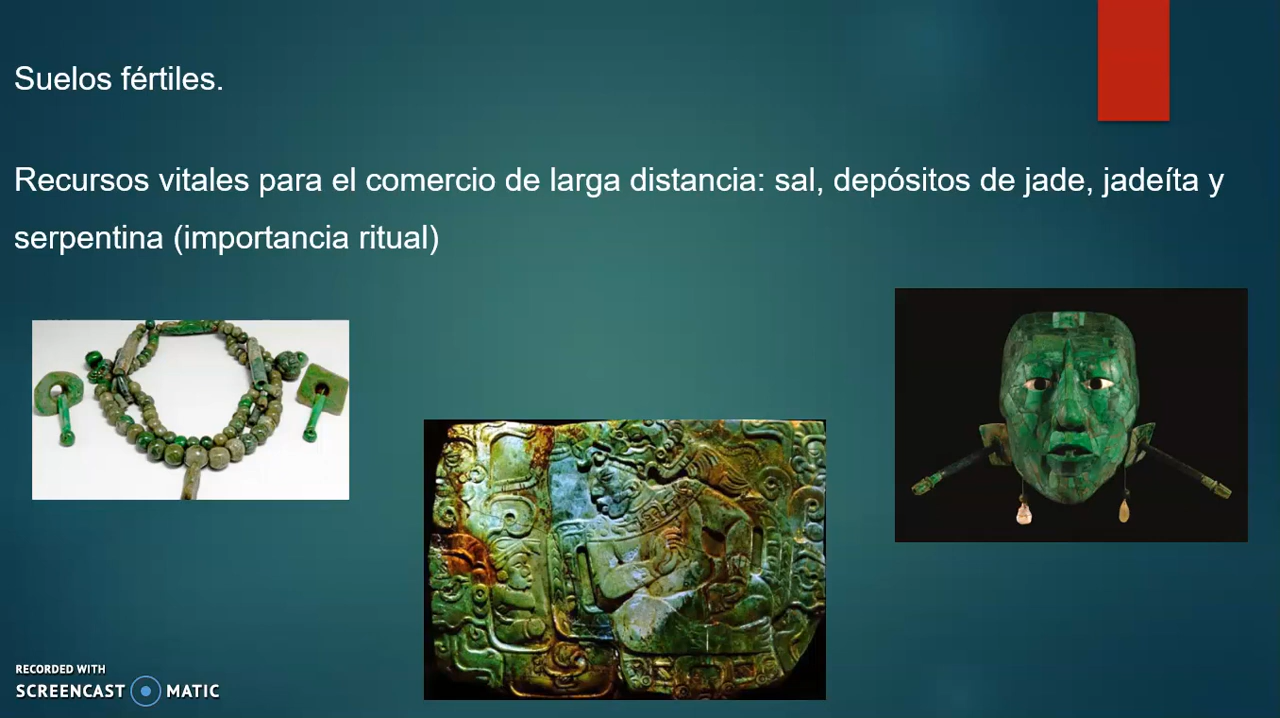 Suelos fértiles.
Recursos vitales para el comercio de larga distancia: sal, depósitos de jade, jadeíta y
serpentina (importancia ritual)
RECORDED WITH
SCREENCAST MATIC